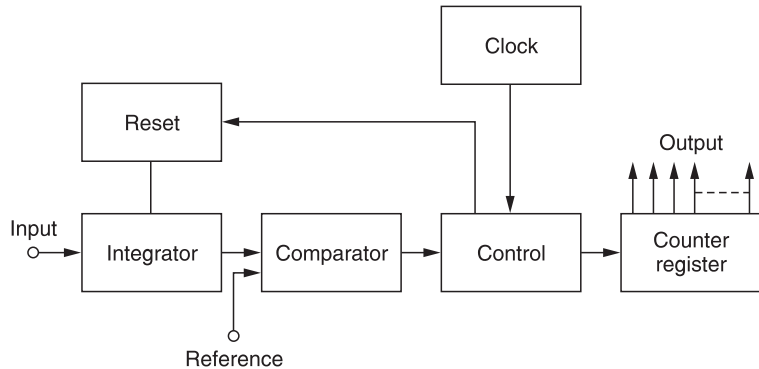 Clock
Reset
Output
Input
Integrator
Comparator
Control
Counter
register
Reference